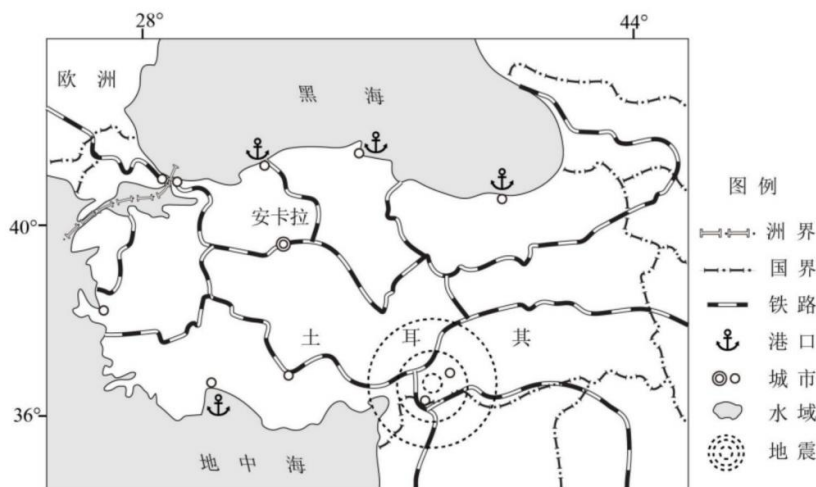 28°
44°
欧洲
黑海
40°
安卡拉
土耳其
36°
地中海
图例
洲界
国界
铁路
港口
城市
水域
地震